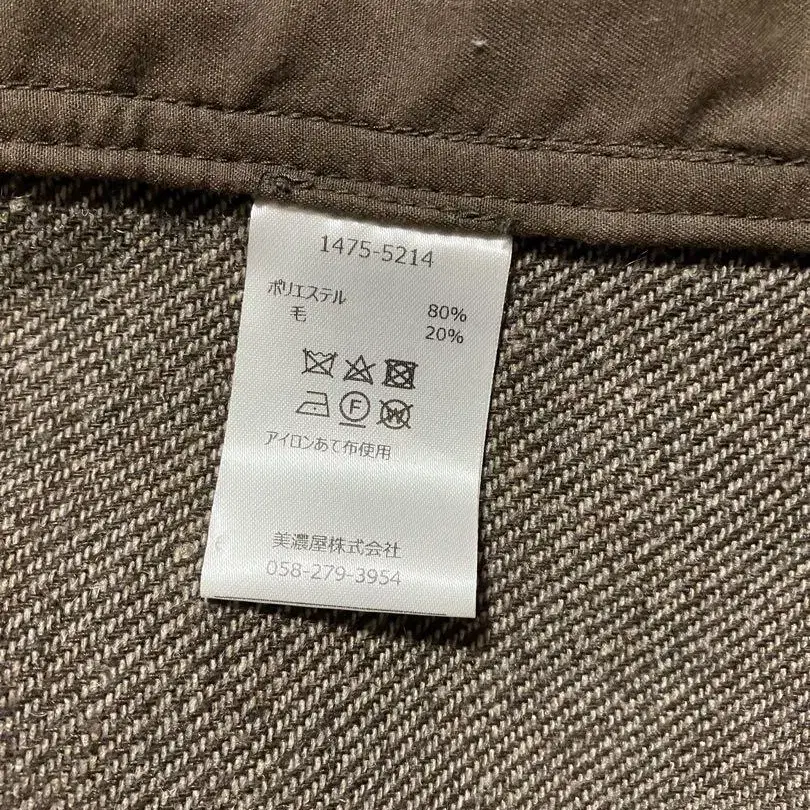 1475-5214
ポリエステル 80%
毛 20%
F W
アイロンあて布使用
美濃屋株式会社
058-279-3954